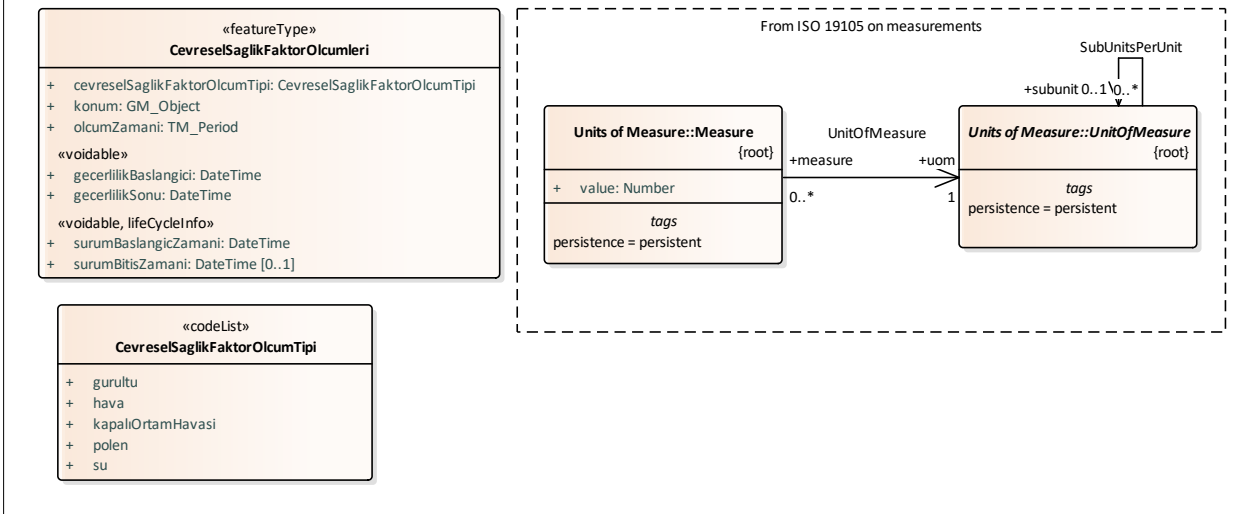 «featureType»
CevreselSaglikFaktorOlcumleri
+ cevreselSaglikFaktorOlcumTipi: CevreselSaglikFaktorOlcumTipi
+ konum: GM_Object
+ olcumZamani: TM_Period
«voidable»
+ gecerlilikBaslangici: DateTime
+ gecerlilikSonu: DateTime
«voidable, lifeCycleInfo»
+ surumBaslangicZamani: DateTime
+ surumBitisZamani: DateTime [0..1]
«codeList»
CevreselSaglikFaktorOlcumTipi
+ gurultu
+ hava
+ kapalıOrtamHavasi
+ polen
+ su
From ISO 19105 on measurements
SubUnitsPerUnit
+subunit 0..1 0..*
Units of Measure::Measure
{root}
+ value: Number
tags
persistence = persistent
UnitOfMeasure
+measure +uom
0..* 1
Units of Measure::UnitOfMeasure
{root}
tags
persistence = persistent